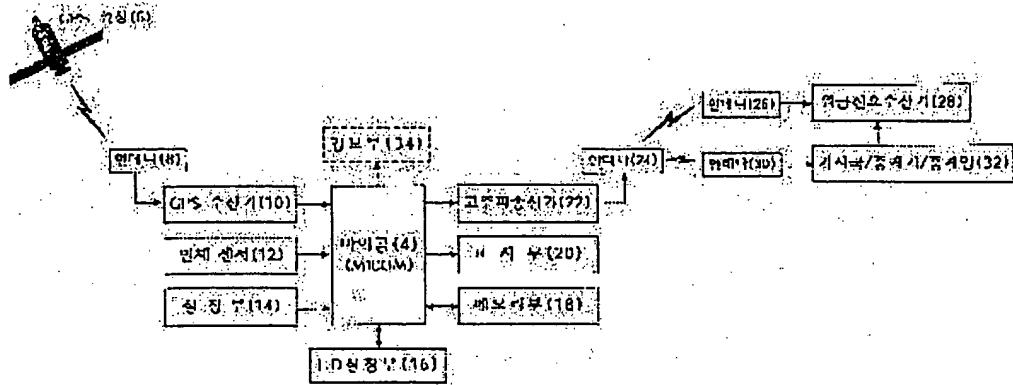 GPS 위성(6)
안테나(8)
경보부(34)
안테나(24)
안테나(26)
안테나(30)
긴급신호수신기(28)
기지국/중계기/중계인(32)
GPS 수신기(10)
인체 센서(12)
설 정 부(14)
마이콤(4)
(MICOM)
고주파송신기(22)
표 시 부(20)
메모리부(18)
I·D설정부(16)